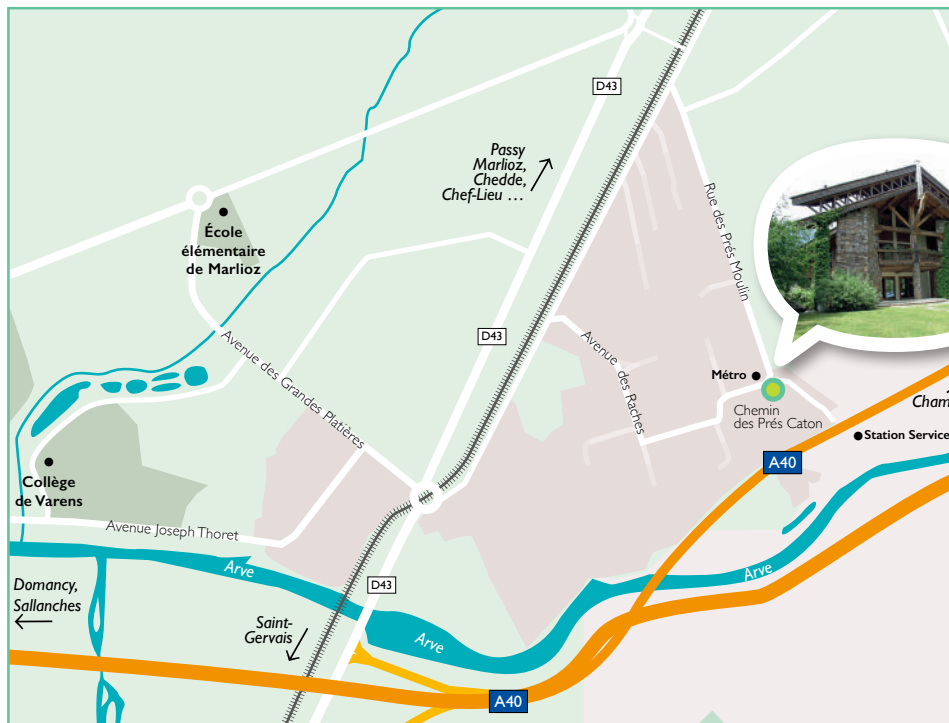 D43
Passy
Marlioz,
Chedde,
Chef-Lieu ...
École
élémentaire
de Marlioz
Rue des Prés Moulin
D43
Avenue des Grandes Platières
Avenue des Raches
Métro
Chemin
des Prés Caton
Cham
Station Service
A40
Collège
de Varens
Avenue Joseph Thoret
Arve
Arve
D43
Domancy,
Sallanches
Saint-
Gervais
Arve
A40